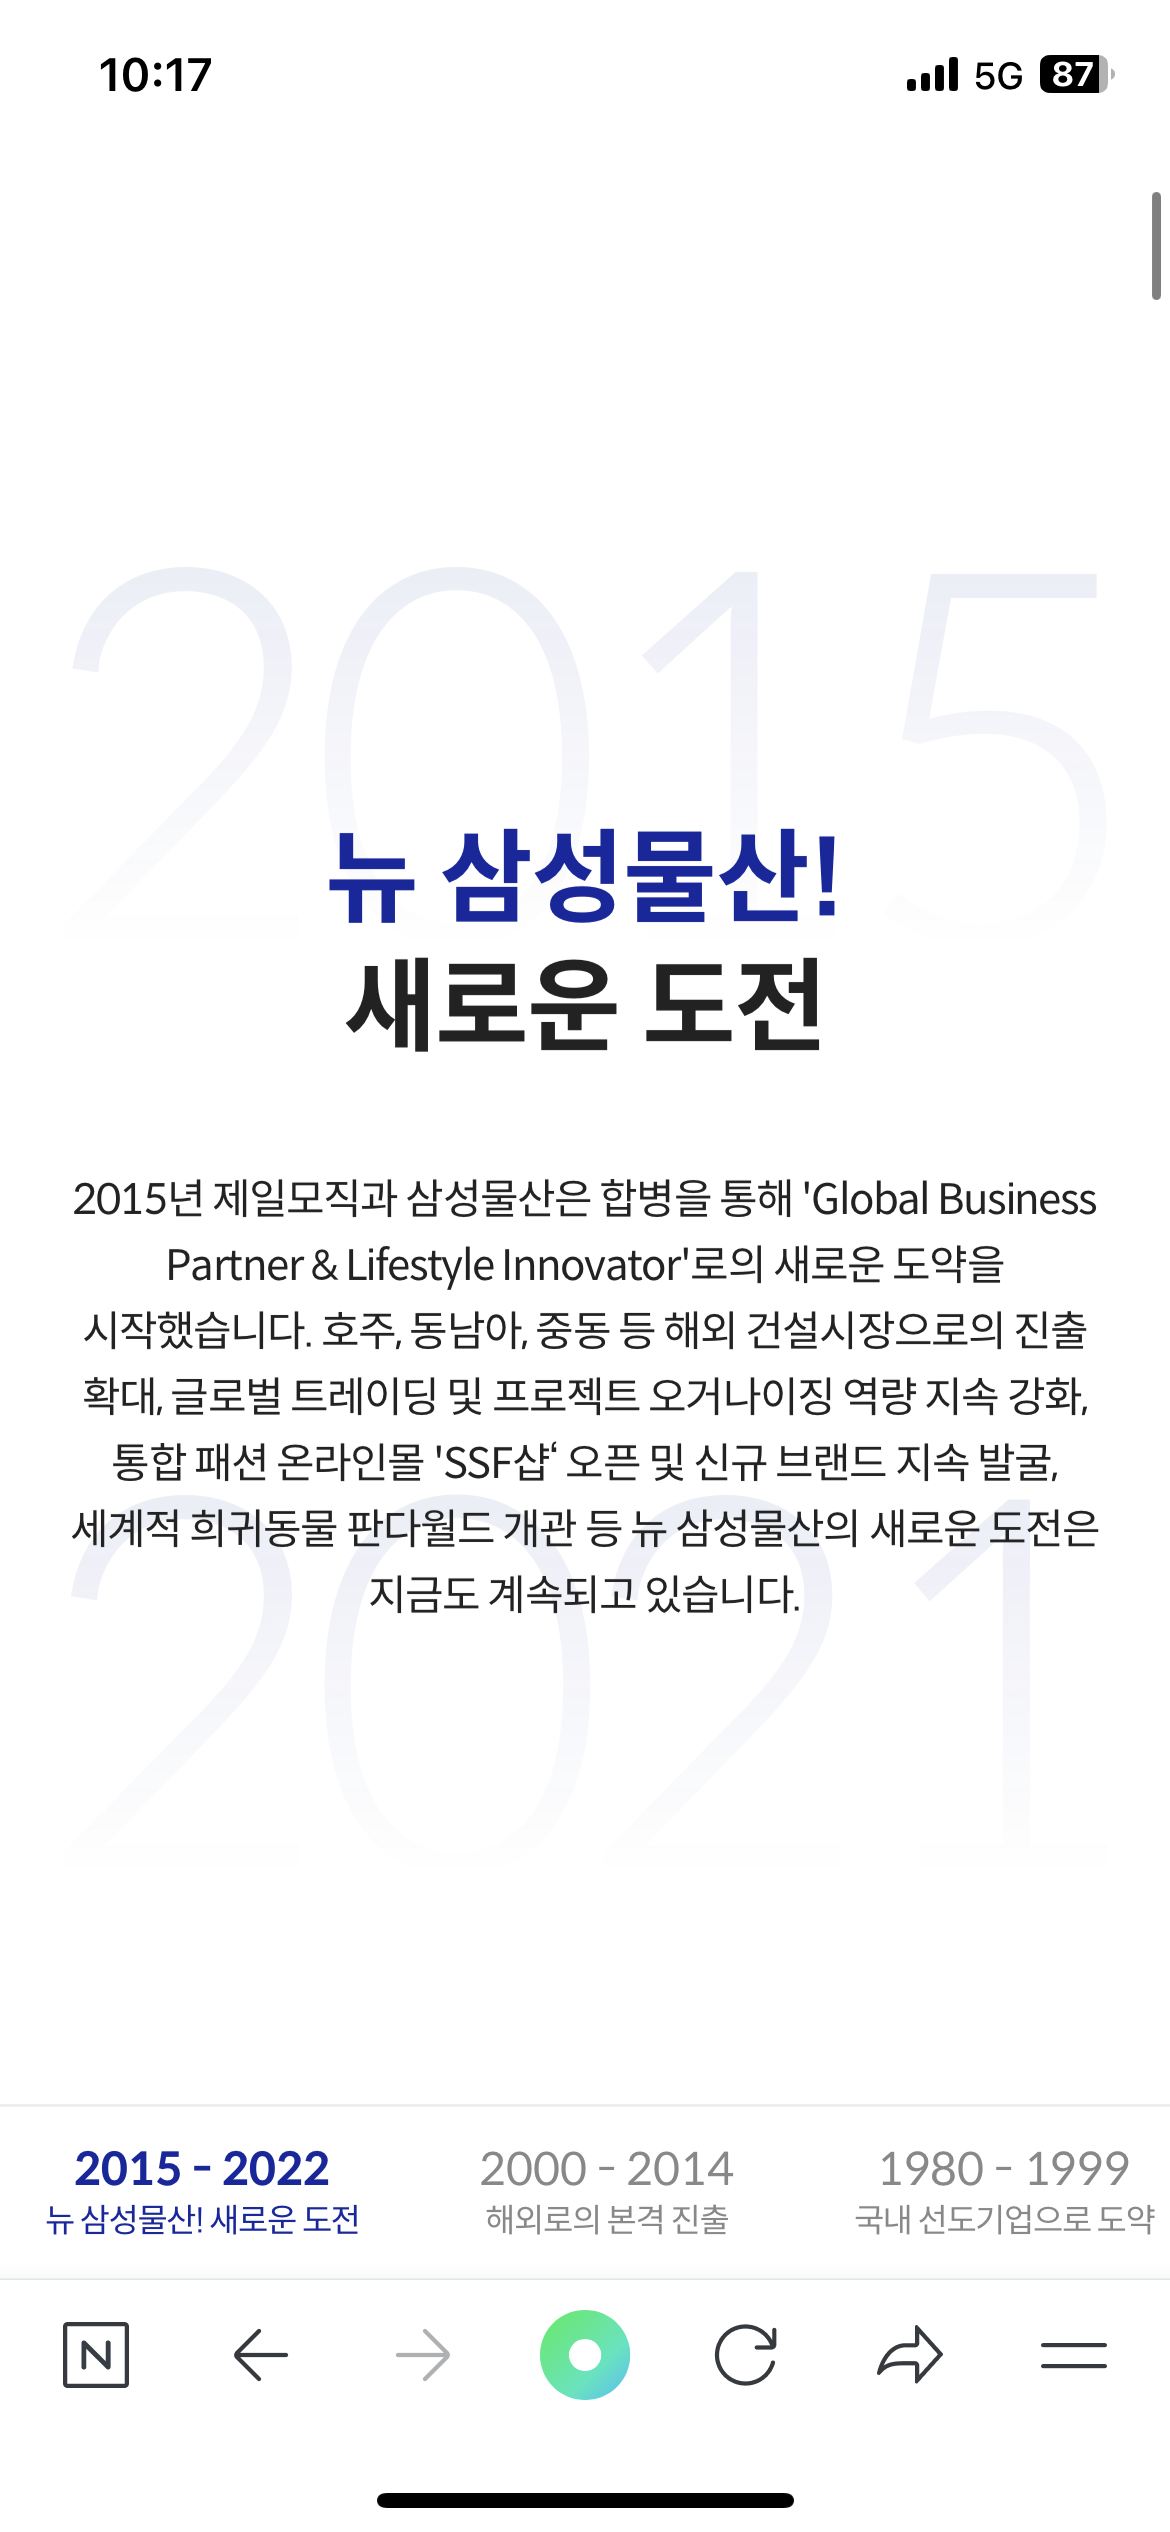 10:17
5G 87
2015
뉴 삼성물산!
새로운 도전
2015년 제일모직과 삼성물산은 합병을 통해 'Global Business
Partner & Lifestyle Innovator'로의 새로운 도약을
시작했습니다. 호주, 동남아, 중동 등 해외 건설시장으로의 진출
확대, 글로벌 트레이딩 및 프로젝트 오거나이징 역량 지속 강화,
통합 패션 온라인몰 'SSF샵‘ 오픈 및 신규 브랜드 지속 발굴,
세계적 희귀동물 판다월드 개관 등 뉴 삼성물산의 새로운 도전은
지금도 계속되고 있습니다.
2021
2015 - 2022
뉴 삼성물산! 새로운 도전
2000 - 2014
해외로의 본격 진출
1980 - 1999
국내 선도기업으로 도약
N